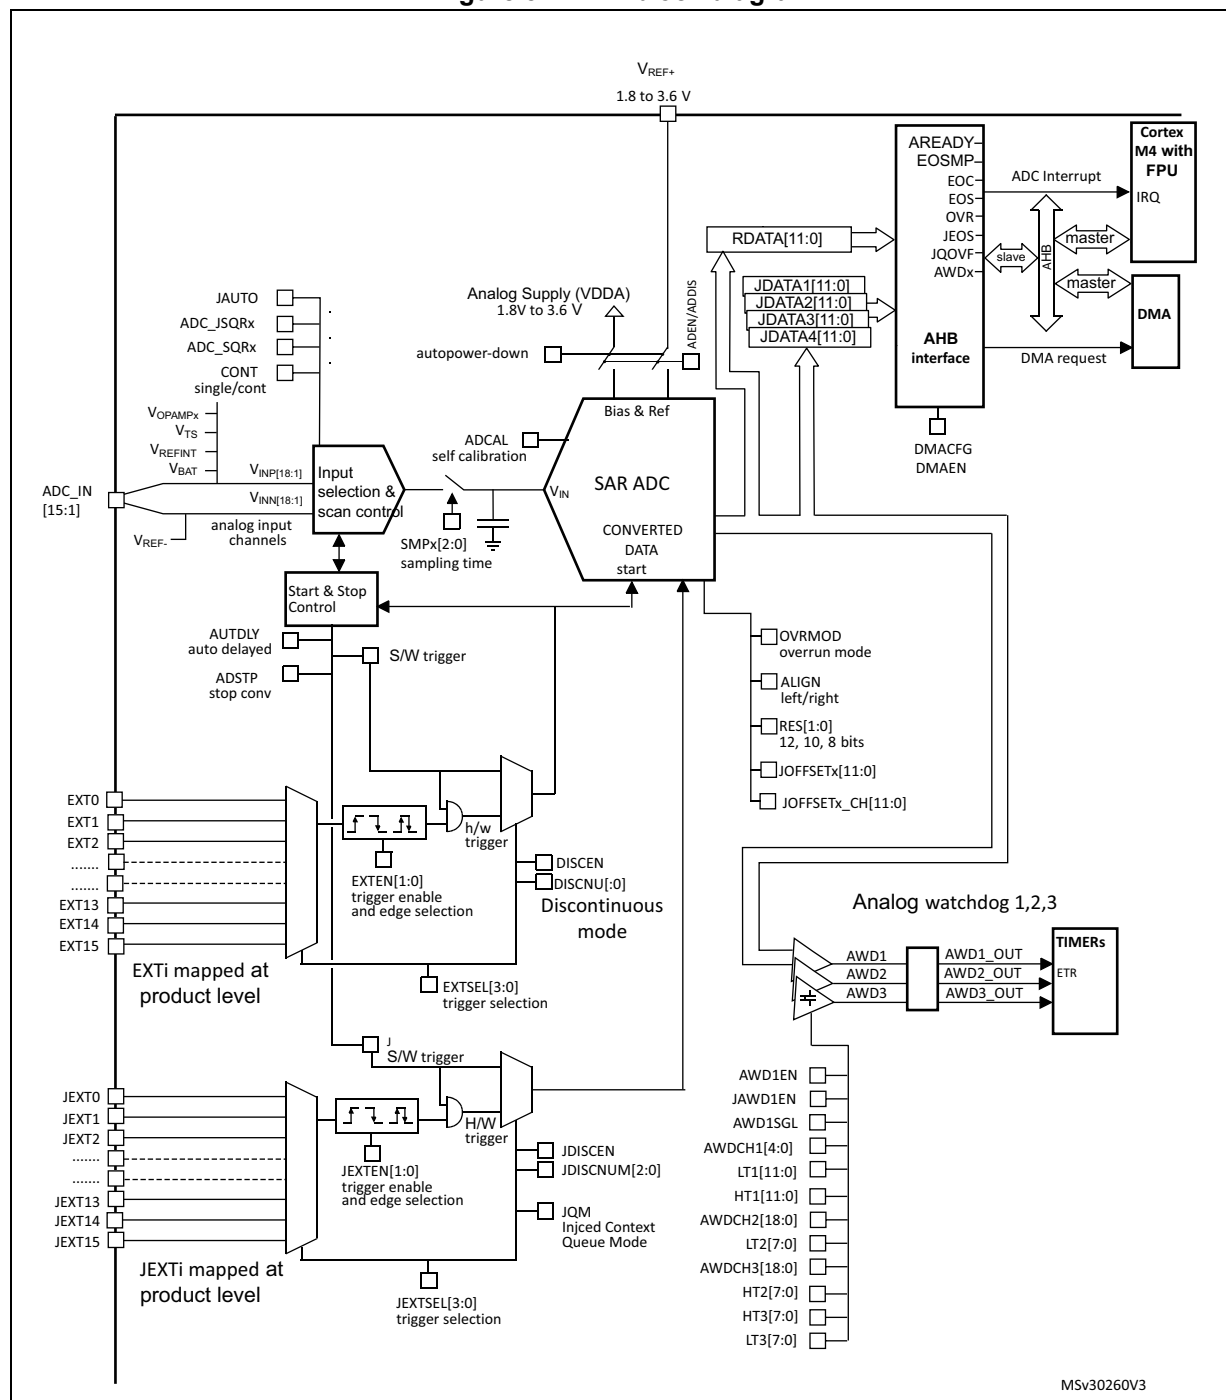 VREF+
1.8 to 3.6 V
AREADY
EOSMP
EOC
EOS
OVR
JEOS
JQOVF
AWDx
AHB
interface
ADC Interrupt
Cortex
M4 with
FPU
IRQ
slave
AHB
master
master
DMA
DMA request
DMACFG
DMAEN
RDATA[11:0]
JDATA1[11:0]
JDATA2[11:0]
JDATA3[11:0]
JDATA4[11:0]
Analog Supply (VDDA)
1.8V to 3.6 V
ADEN/ADDIS
autopower-down
JAUTO
ADC_JSQRx
ADC_SQRx
CONT
single/cont
VOPAMPx
VTS
VREFINT
VBAT
ADC_IN
[15:1]
VINP[18:1]
VINN[18:1]
analog input
channels
VREF-
Input
selection &
scan control
ADCAL
self calibration
SMPx[2:0]
sampling time
Bias & Ref
SAR ADC
VIN
CONVERTED
DATA
start
Start & Stop
Control
AUTDLY
auto delayed
ADSTP
stop conv
S/W trigger
OVRMOD
overrun mode
ALIGN
left/right
RES[1:0]
12, 10, 8 bits
JOFFSETx[11:0]
JOFFSETx_CH[11:0]
EXT0
EXT1
EXT2
.......
.......
EXT13
EXT14
EXT15
h/w
trigger
EXTEN[1:0]
trigger enable
and edge selection
DISCEN
DISCNU[:0]
Discontinuous
mode
EXTi mapped at
product level
EXTSEL[3:0]
trigger selection
Analog watchdog 1,2,3
AWD1
AWD2
AWD3
AWD1_OUT
AWD2_OUT
AWD3_OUT
TIMERs
ETR
J
S/W trigger
JEXT0
JEXT1
JEXT2
.......
.......
JEXT13
JEXT14
JEXT15
H/W
trigger
JEXTEN[1:0]
trigger enable
and edge selection
JDISCEN
JDISCNUM[2:0]
JQM
Injced Context
Queue Mode
JEXTi mapped at
product level
JEXTSEL[3:0]
trigger selection
AWD1EN
JAWD1EN
AWD1SGL
AWDCH1[4:0]
LT1[11:0]
HT1[11:0]
AWDCH2[18:0]
LT2[7:0]
AWDCH3[18:0]
HT2[7:0]
HT3[7:0]
LT3[7:0]
MSv30260V3